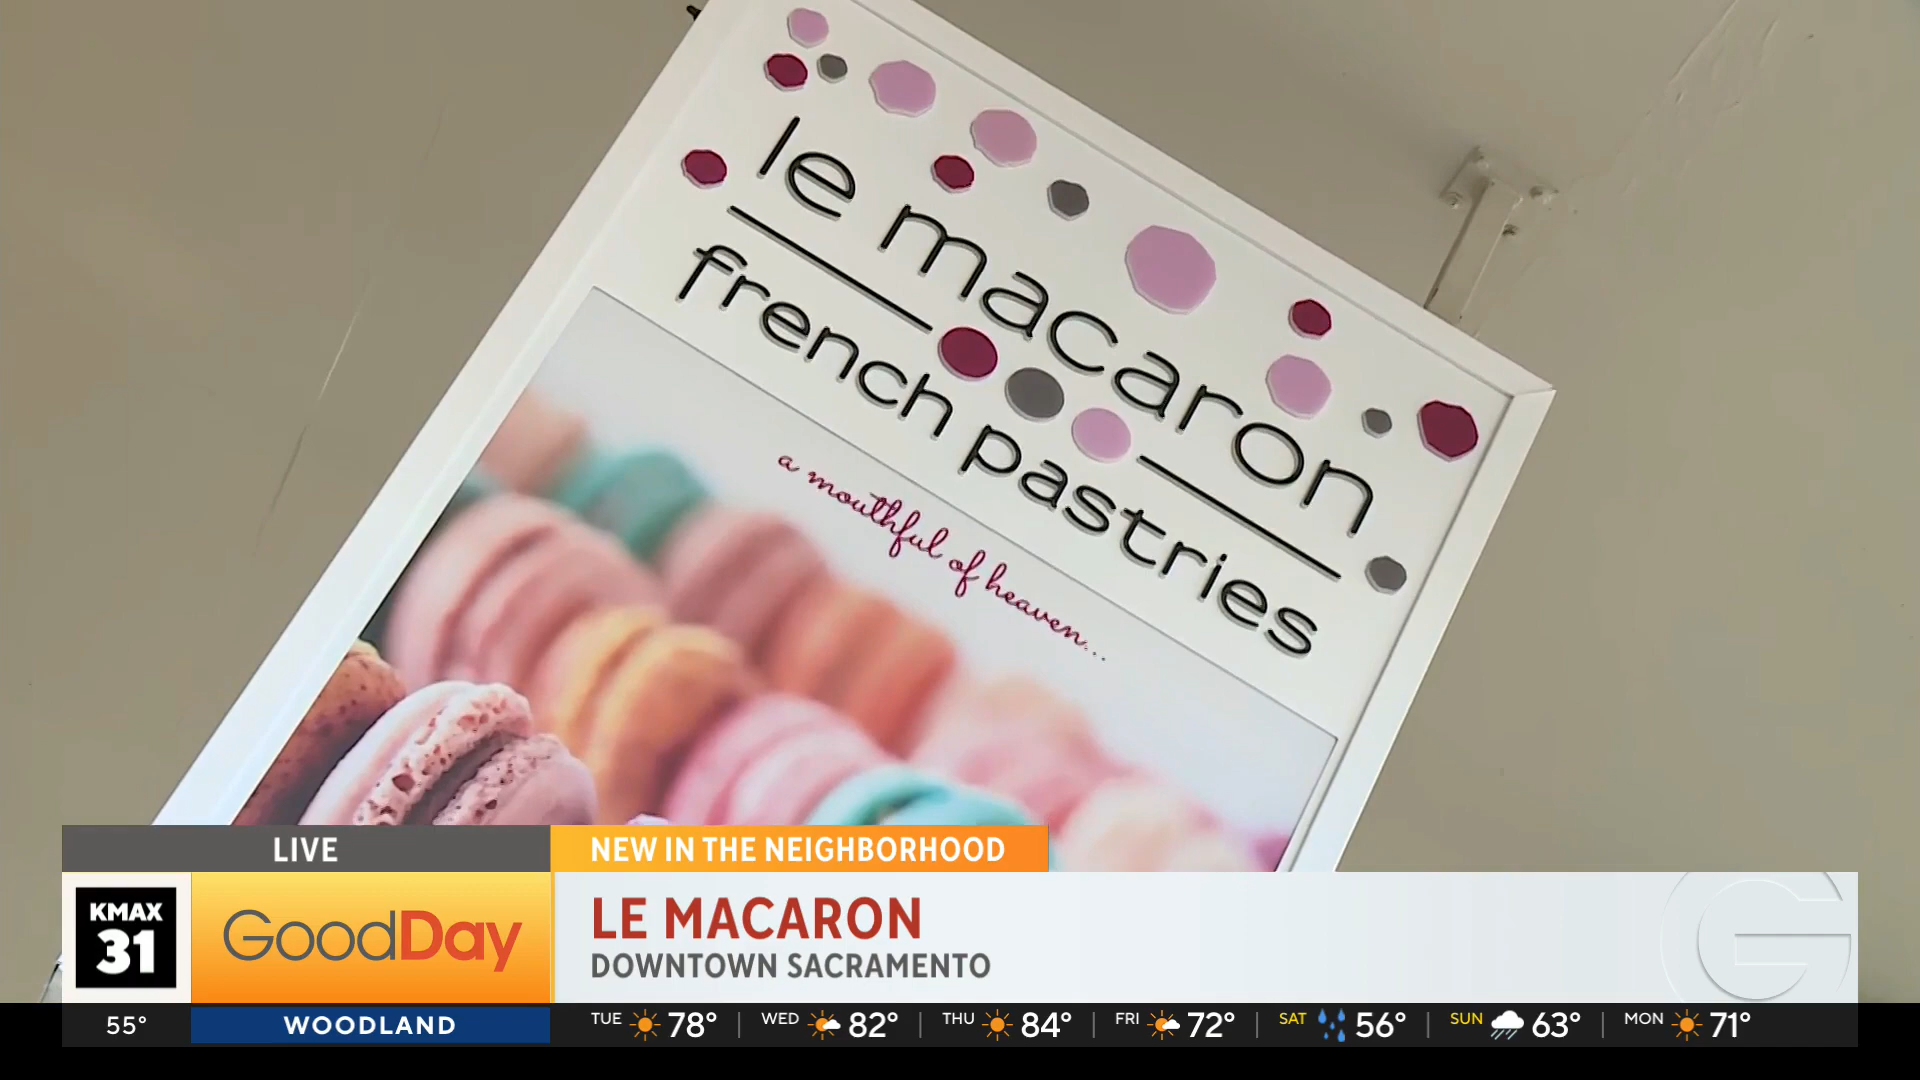 le macaron
french pastries
a mouthful of heaven...
LIVE
NEW IN THE NEIGHBORHOOD
KMAX
31
GoodDay
LE MACARON
DOWNTOWN SACRAMENTO
G
55°
WOODLAND
TUE 78° | WED 82° | THU 84° | FRI 72° | SAT 56° | SUN 63° | MON 71°